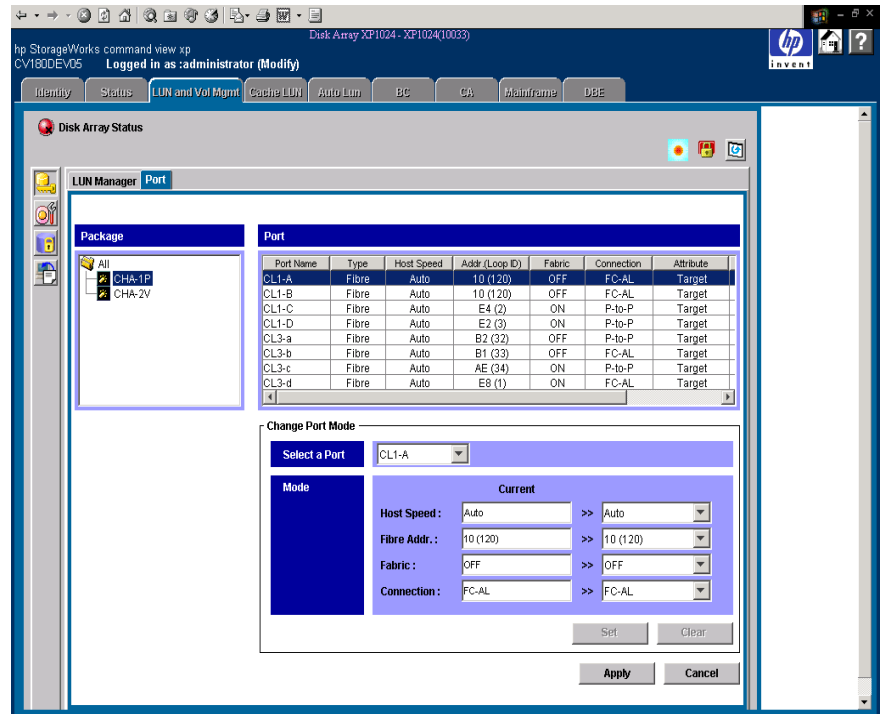 Disk Array XP1024 - XP1024(10033)
hp StorageWorks command view xp
CV180DEV05 Logged in as :administrator (Modify)
hp
invent
?
Identity Status LUN and Vol Mgmt Cache LUN Auto Lun BC CA Mainframe DBE
Disk Array Status
LUN Manager Port
Package
All
CHA-1P
CHA-2V
Port
Port Name Type Host Speed Addr.(Loop ID) Fabric Connection Attribute
CL1-A Fibre Auto 10 (120) OFF FC-AL Target
CL1-B Fibre Auto 10 (120) OFF FC-AL Target
CL1-C Fibre Auto E4 (2) ON P-to-P Target
CL1-D Fibre Auto E2 (3) ON P-to-P Target
CL3-a Fibre Auto B2 (32) OFF FC-AL Target
CL3-b Fibre Auto B1 (33) OFF FC-AL Target
CL3-c Fibre Auto AE (34) ON P-to-P Target
CL3-d Fibre Auto E8 (1) ON FC-AL Target
Change Port Mode
Select a Port CL1-A
Mode
Current
Host Speed : Auto >> Auto
Fibre Addr. : 10 (120) >> 10 (120)
Fabric : OFF >> OFF
Connection : FC-AL >> FC-AL
Set Clear
Apply Cancel